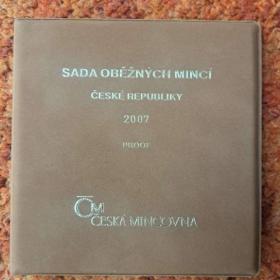 SADA OBĚŽNÝCH MINCÍ
ČESKÉ REPUBLIKY
2007
PROOF
ČM
ČESKÁ MINCOVNA